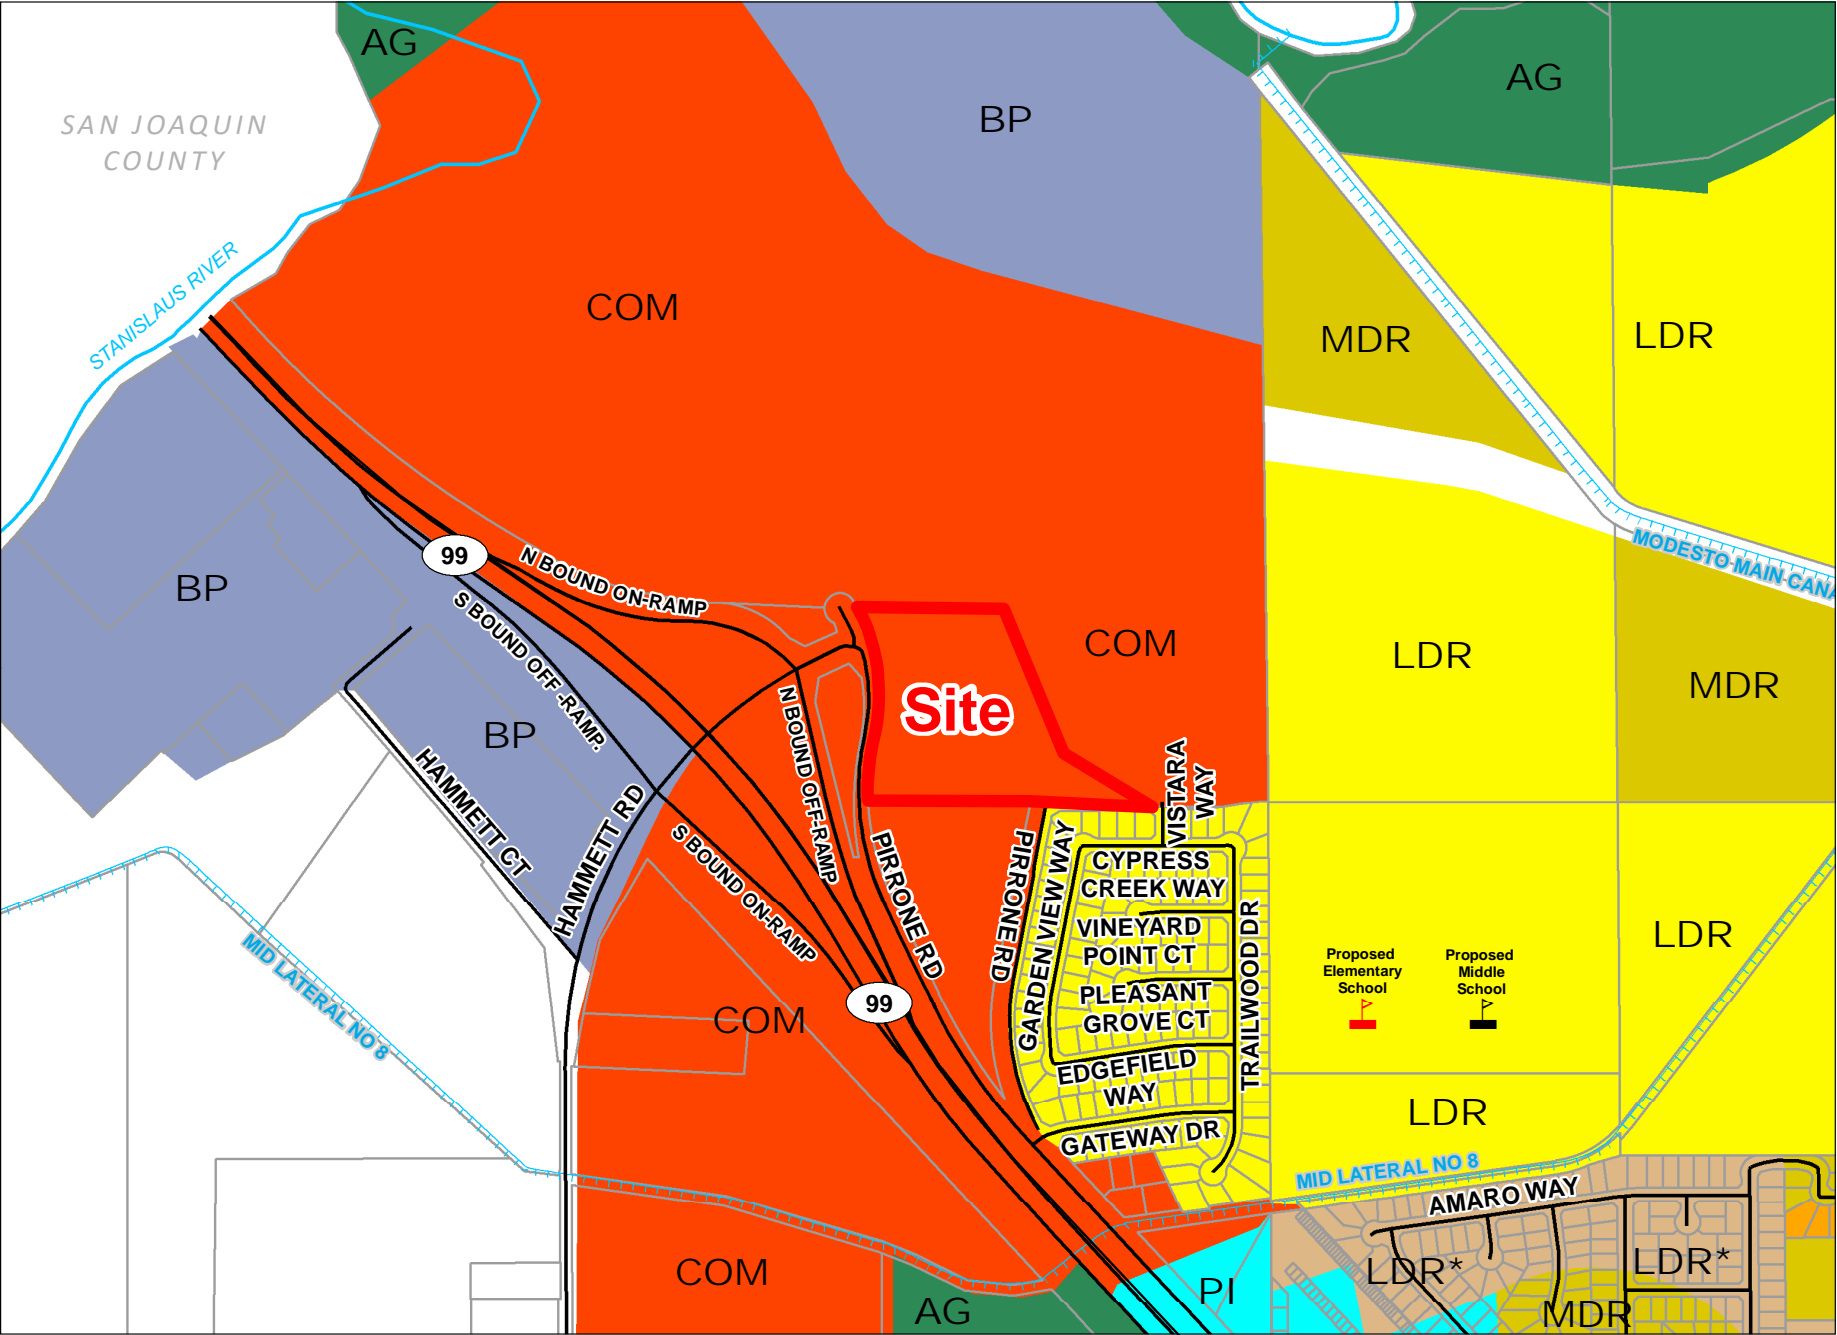 AG
AG
BP
SAN JOAQUIN
COUNTY
STANISLAUS RIVER
COM
MDR
LDR
MODESTO MAIN CANA
99
N BOUND ON-RAMP
BP
S BOUND OFF -RAMP.
COM
LDR
MDR
Site
N BOUND OFF-RAMP
BP
HAMMETT CT
HAMMETT RD
S BOUND ON-RAMP
PIRRONE RD
PIRRONE RD
GARDEN VIEW WAY
VISTARA
WAY
CYPRESS
CREEK WAY
VINEYARD
POINT CT
PLEASANT
GROVE CT
EDGEFIELD
WAY
GATEWAY DR
TRAILWOOD DR
LDR
Proposed
Elementary
School
Proposed
Middle
School
MID LATERAL NO 8
99
COM
LDR
MID LATERAL NO 8
AMARO WAY
COM
AG
PI
LDR*
LDR*
MDR